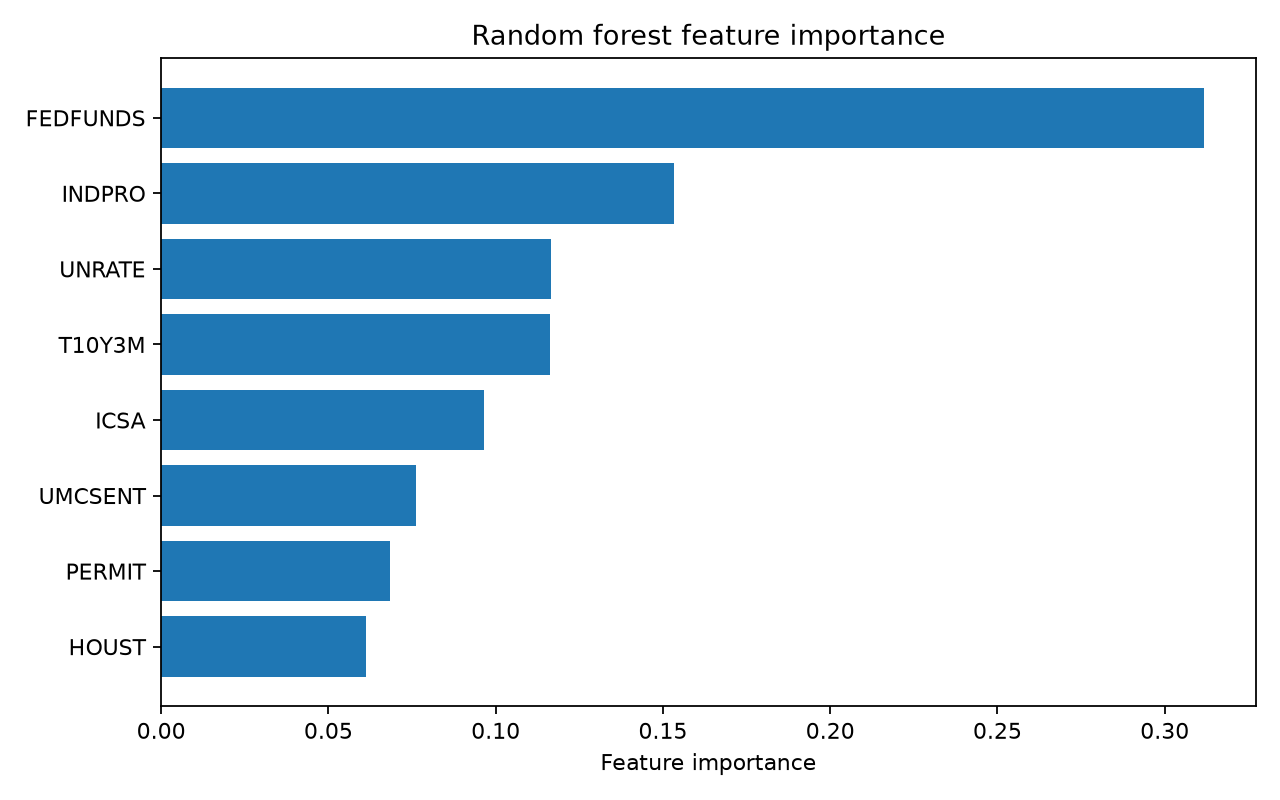 Random forest feature importance
FEDFUNDS
INDPRO
UNRATE
T10Y3M
ICSA
UMCSENT
PERMIT
HOUST
0.00 0.05 0.10 0.15 0.20 0.25 0.30
Feature importance